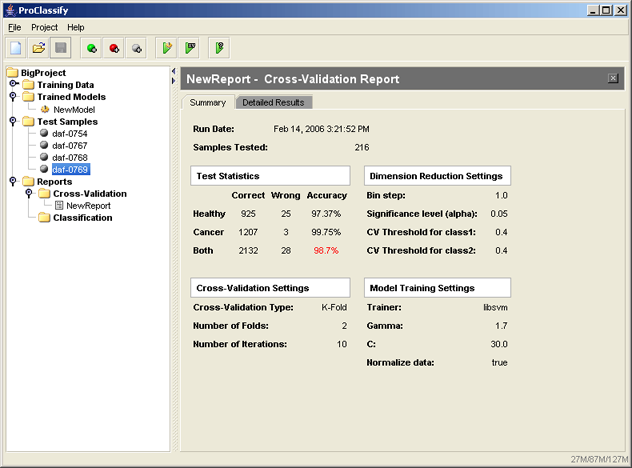 ProClassify
File Project Help
BigProject
Training Data
Trained Models
NewModel
Test Samples
daf-0754
daf-0767
daf-0768
daf-0769
Reports
Cross-Validation
NewReport
Classification
NewReport - Cross-Validation Report
Summary Detailed Results
Run Date: Feb 14, 2006 3:21:52 PM
Samples Tested: 216
Test Statistics
Correct Wrong Accuracy
Healthy 925 25 97.37%
Cancer 1207 3 99.75%
Both 2132 28 98.7%
Dimension Reduction Settings
Bin step: 1.0
Significance level (alpha): 0.05
CV Threshold for class1: 0.4
CV Threshold for class2: 0.4
Cross-Validation Settings
Cross-Validation Type: K-Fold
Number of Folds: 2
Number of Iterations: 10
Model Training Settings
Trainer: libsvm
Gamma: 1.7
C: 30.0
Normalize data: true
27M/87M/127M